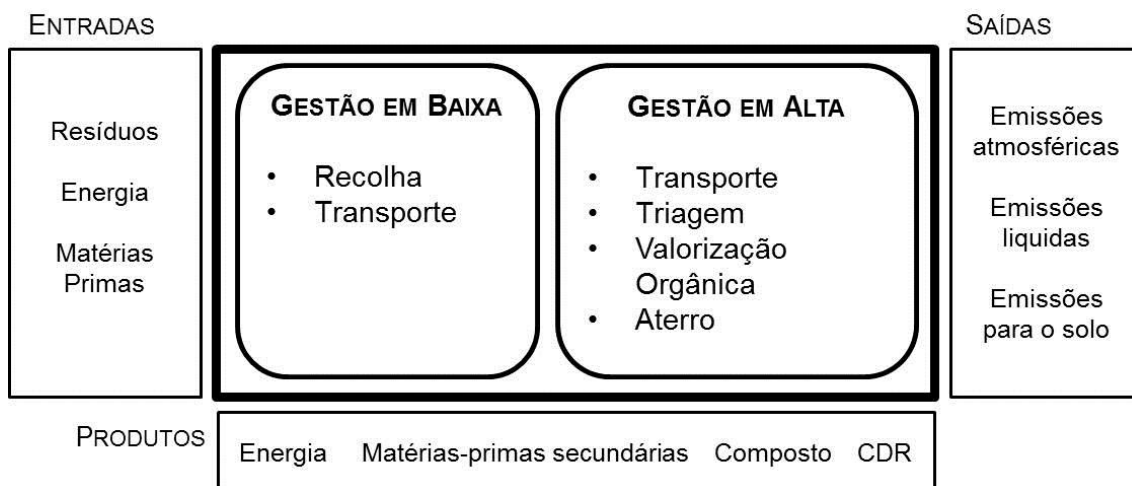 ENTRADAS
SAÍDAS
Resíduos
Energia
Matérias
Primas
GESTÃO EM BAIXA
• Recolha
• Transporte
GESTÃO EM ALTA
• Transporte
• Triagem
• Valorização
Orgânica
• Aterro
Emissões
atmosféricas
Emissões
liquidas
Emissões
para o solo
PRODUTOS
Energia Matérias-primas secundárias Composto CDR